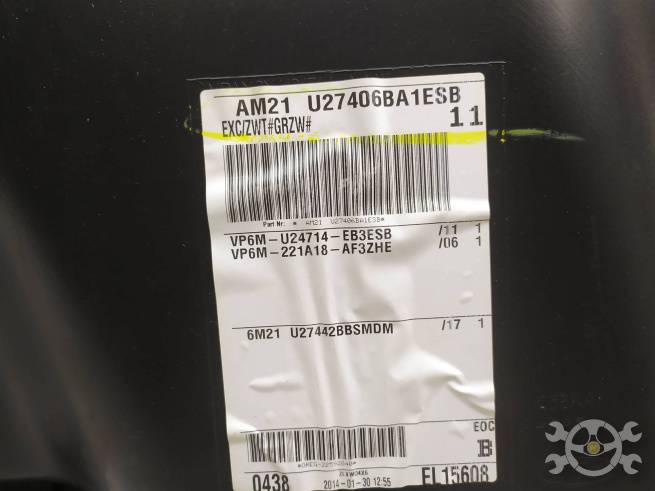 AM21 U27406BA1ESB
EXC/ZWT#GRZW# 11
Part Nr: * AM21 U27406BA1ESB*
VP6M-U24714-EB3ESB /11 1
VP6M-221A18-AF3ZHE /06 1
6M21 U27442BBSMDM /17 1
EOC
B
0438 2014-01-30 12:55 EL15608